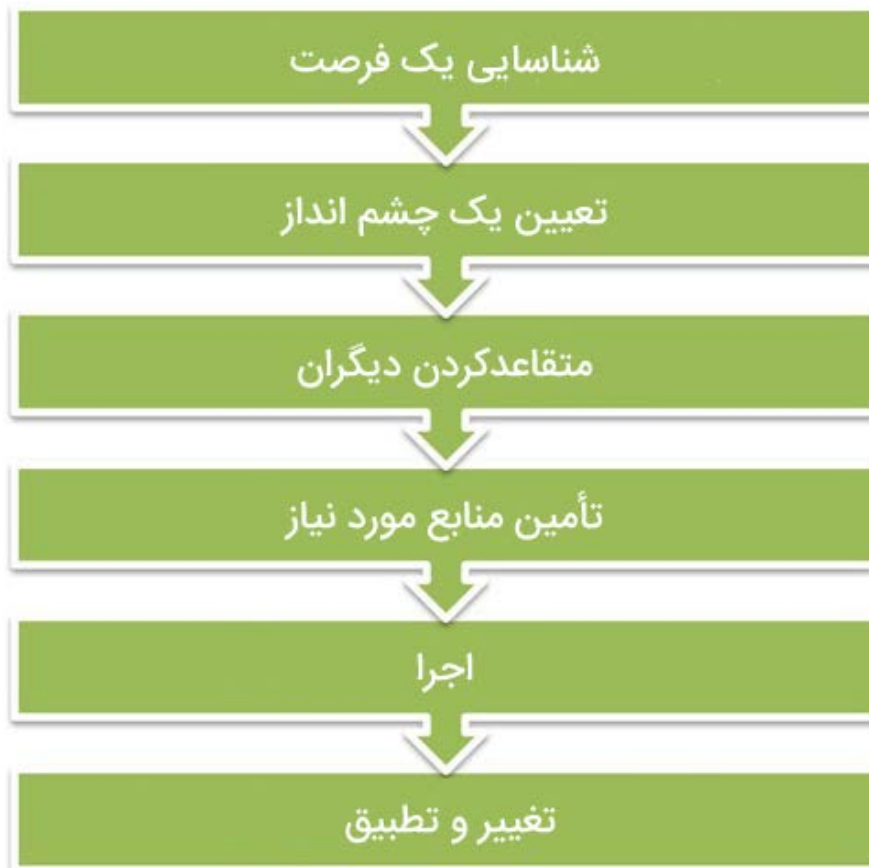 شناسایی یک فرصت
تعیین یک چشم انداز
متقاعدکردن دیگران
تأمین منابع مورد نیاز
اجرا
تغییر و تطبیق